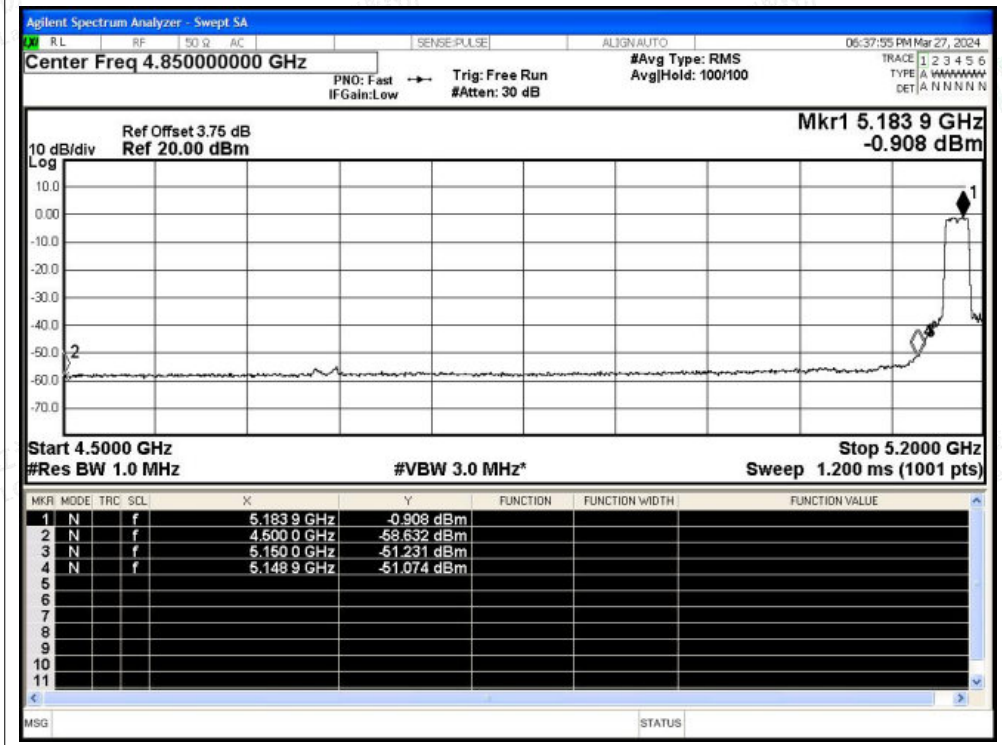 Agilent Spectrum Analyzer - Swept SA
LXI RL RF 50 Ω AC SENSE:PULSE ALIGN AUTO 06:37:55 PM Mar 27, 2024
Center Freq 4.850000000 GHz #Avg Type: RMS TRACE 1 2 3 4 5 6
PNO: Fast Trig: Free Run Avg|Hold: 100/100 TYPE A WWWWW
IFGain:Low #Atten: 30 dB DET A N N N N N
Mkr1 5.183 9 GHz
Ref Offset 3.75 dB
10 dB/div Ref 20.00 dBm -0.908 dBm
Log
10.0
1
0.00
-10.0
-20.0
-30.0
-40.0
4
-50.0
2
-60.0
-70.0
Start 4.5000 GHz Stop 5.2000 GHz
#Res BW 1.0 MHz #VBW 3.0 MHz* Sweep 1.200 ms (1001 pts)
MKR MODE TRC SCL X Y FUNCTION FUNCTION WIDTH FUNCTION VALUE
1 N f 5.183 9 GHz -0.908 dBm
2 N f 4.500 0 GHz -58.632 dBm
3 N f 5.150 0 GHz -51.231 dBm
4 N f 5.148 9 GHz -51.074 dBm
5
6
7
8
9
10
11
MSG STATUS